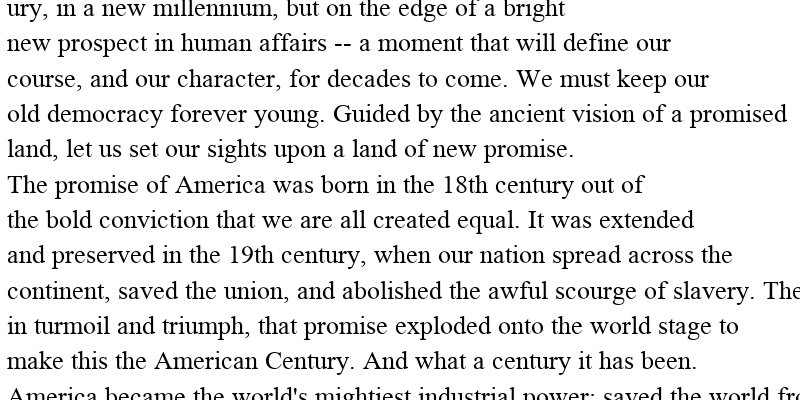 ury, in a new millennium, but on the edge of a bright
new prospect in human affairs -- a moment that will define our
course, and our character, for decades to come. We must keep our
old democracy forever young. Guided by the ancient vision of a promised
land, let us set our sights upon a land of new promise.
The promise of America was born in the 18th century out of
the bold conviction that we are all created equal. It was extended
and preserved in the 19th century, when our nation spread across the
continent, saved the union, and abolished the awful scourge of slavery. The
in turmoil and triumph, that promise exploded onto the world stage to
make this the American Century. And what a century it has been.
America became the world's mightiest industrial power; saved the world fro